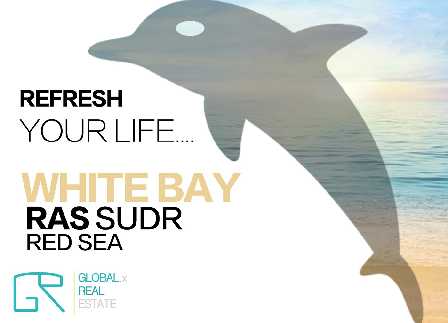 REFRESH
YOUR LIFE....
WHITE BAY
RAS SUDR
RED SEA
GLOBAL.x
REAL
ESTATE